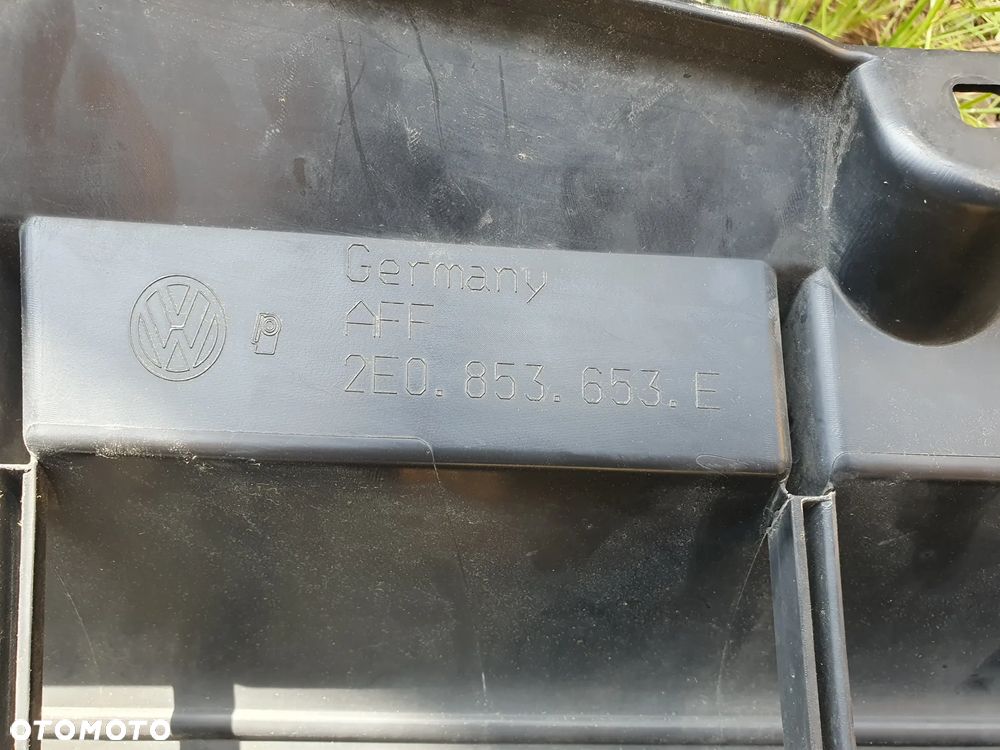 Germany
AFF
2E0.853.653.E
OTOMOTO